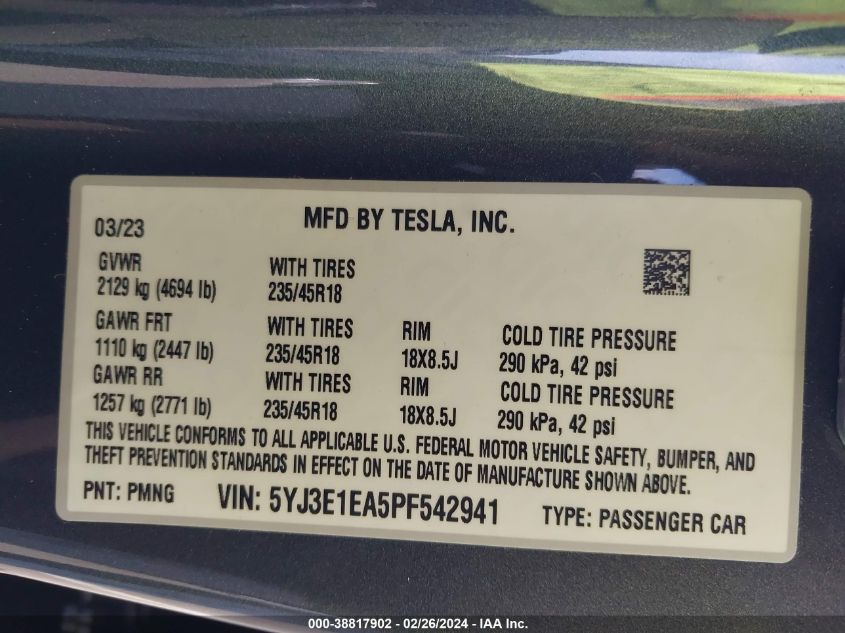 MFD BY TESLA, INC.
03/23
GVWR WITH TIRES
2129 kg (4694 lb) 235/45R18
GAWR FRT WITH TIRES RIM COLD TIRE PRESSURE
1110 kg (2447 lb) 235/45R18 18X8.5J 290 kPa, 42 psi
GAWR RR WITH TIRES RIM COLD TIRE PRESSURE
1257 kg (2771 lb) 235/45R18 18X8.5J 290 kPa, 42 psi
THIS VEHICLE CONFORMS TO ALL APPLICABLE U.S. FEDERAL MOTOR VEHICLE SAFETY, BUMPER, AND
THEFT PREVENTION STANDARDS IN EFFECT ON THE DATE OF MANUFACTURE SHOWN ABOVE.
PNT: PMNG VIN: 5YJ3E1EA5PF542941 TYPE: PASSENGER CAR
000-38817902 - 02/26/2024 - IAA Inc.